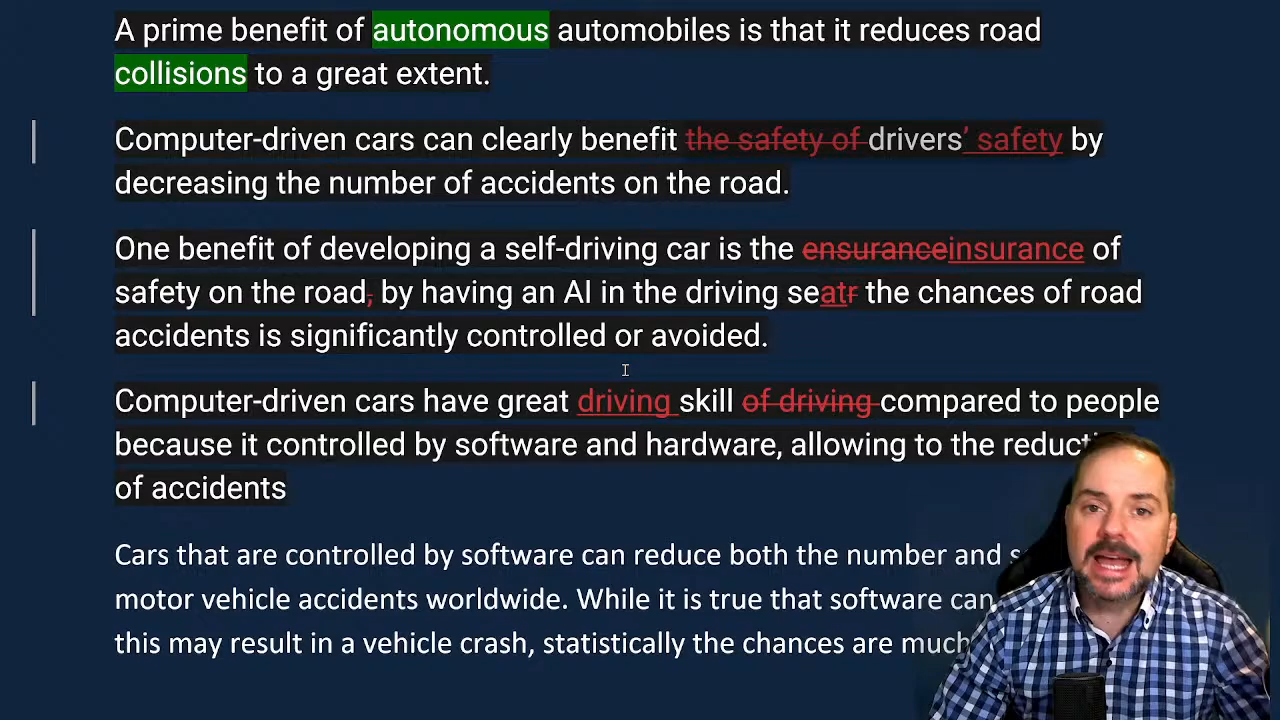 A prime benefit of autonomous automobiles is that it reduces road
collisions to a great extent.
Computer-driven cars can clearly benefit the safety of drivers' safety by
decreasing the number of accidents on the road.
One benefit of developing a self-driving car is the ensuranceinsurance of
safety on the road, by having an AI in the driving seatr the chances of road
accidents is significantly controlled or avoided.
Computer-driven cars have great driving skill of driving compared to people
because it controlled by software and hardware, allowing to the reducti
of accidents
Cars that are controlled by software can reduce both the number and
motor vehicle accidents worldwide. While it is true that software can
this may result in a vehicle crash, statistically the chances are much